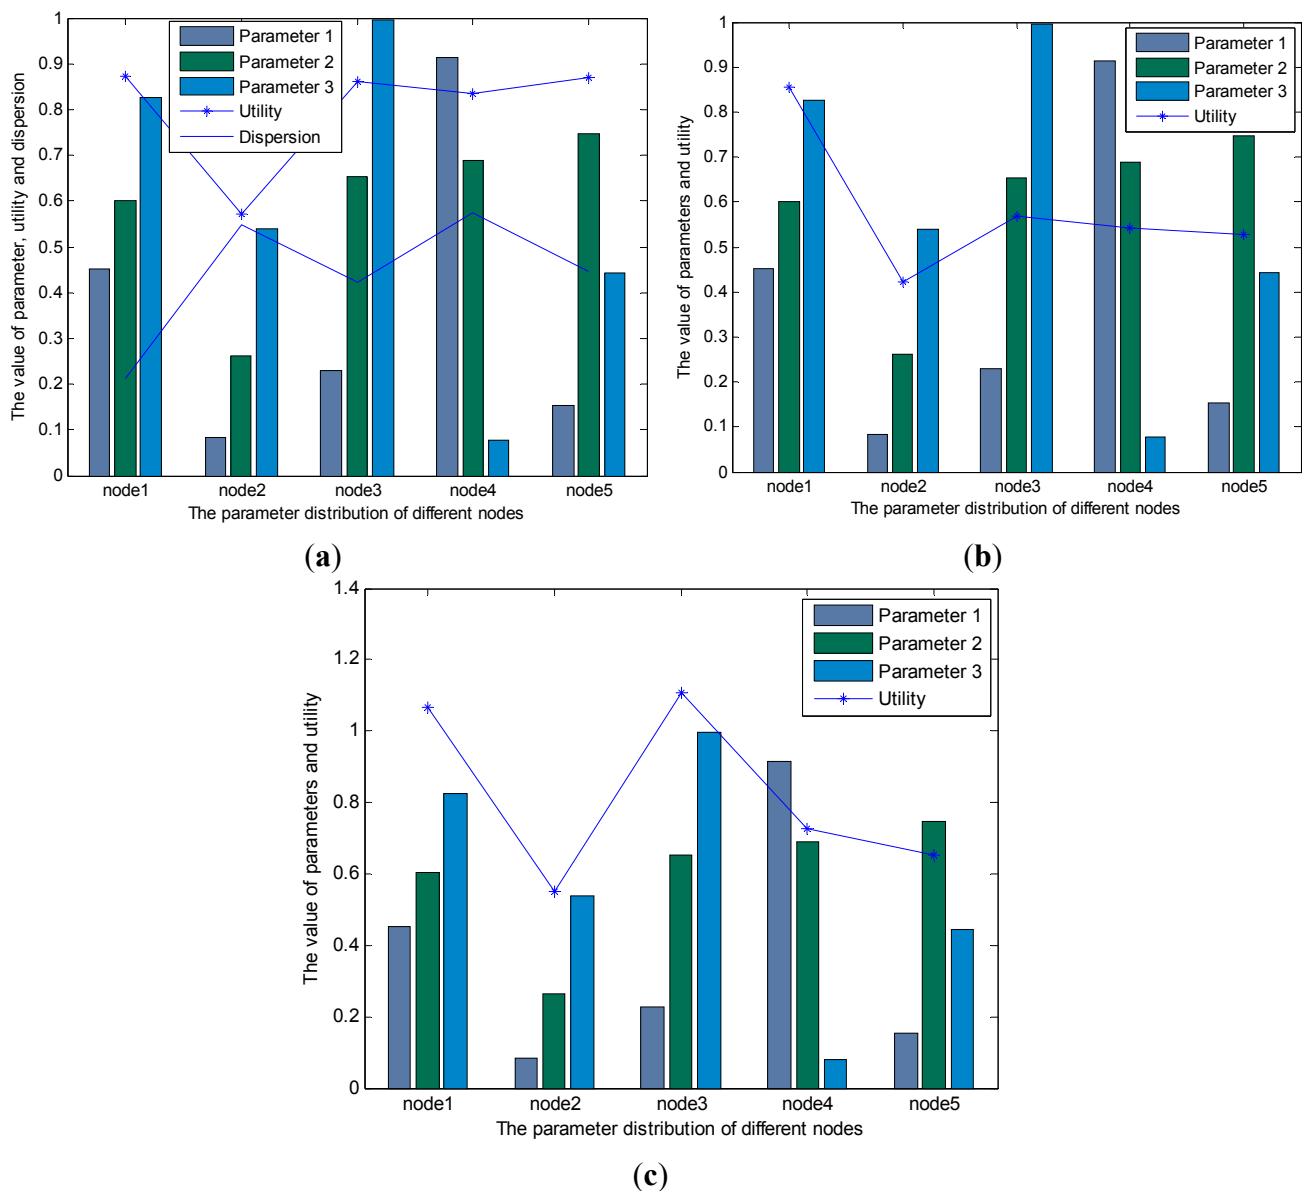 1
0.9
0.8
0.7
0.6
0.5
0.4
0.3
0.2
0.1
0
The value of parameter, utility and dispersion
Parameter 1
Parameter 2
Parameter 3
Utility
Dispersion
node1 node2 node3 node4 node5
The parameter distribution of different nodes
(a)
1
0.9
0.8
0.7
0.6
0.5
0.4
0.3
0.2
0.1
0
The value of parameters and utility
Parameter 1
Parameter 2
Parameter 3
Utility
node1 node2 node3 node4 node5
The parameter distribution of different nodes
(b)
1.4
1.2
1
0.8
0.6
0.4
0.2
0
The value of parameters and utility
Parameter 1
Parameter 2
Parameter 3
Utility
node1 node2 node3 node4 node5
The parameter distribution of different nodes
(c)